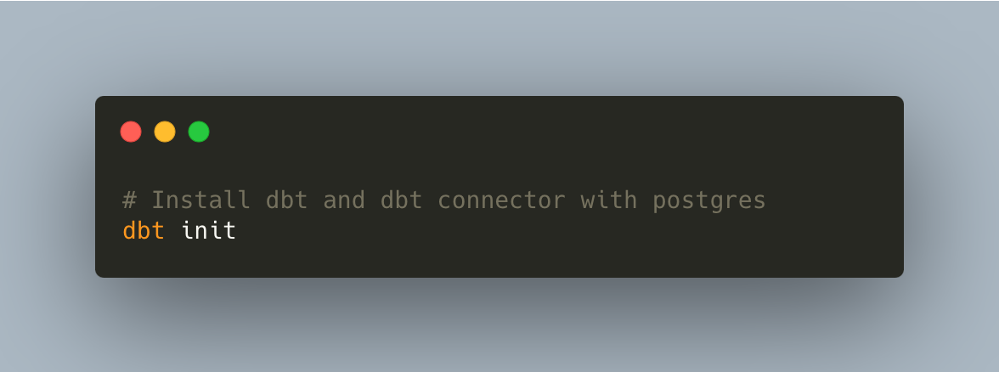 # Install dbt and dbt connector with postgres
dbt init